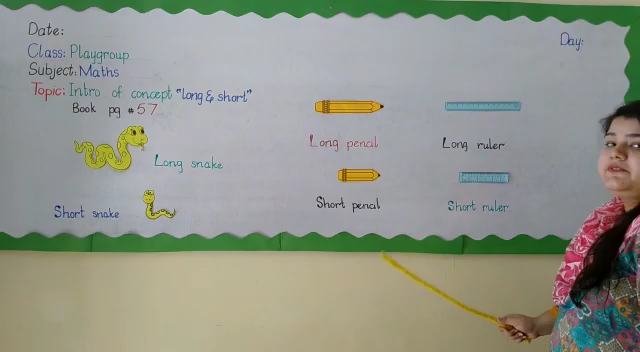 Date:
Day:
Class: Playgroup
Subject: Maths
Topic: Intro of concept "long & short"
Book pg # 57
Long snake
Short snake
Long pencil
Short pencil
Long ruler
Short ruler